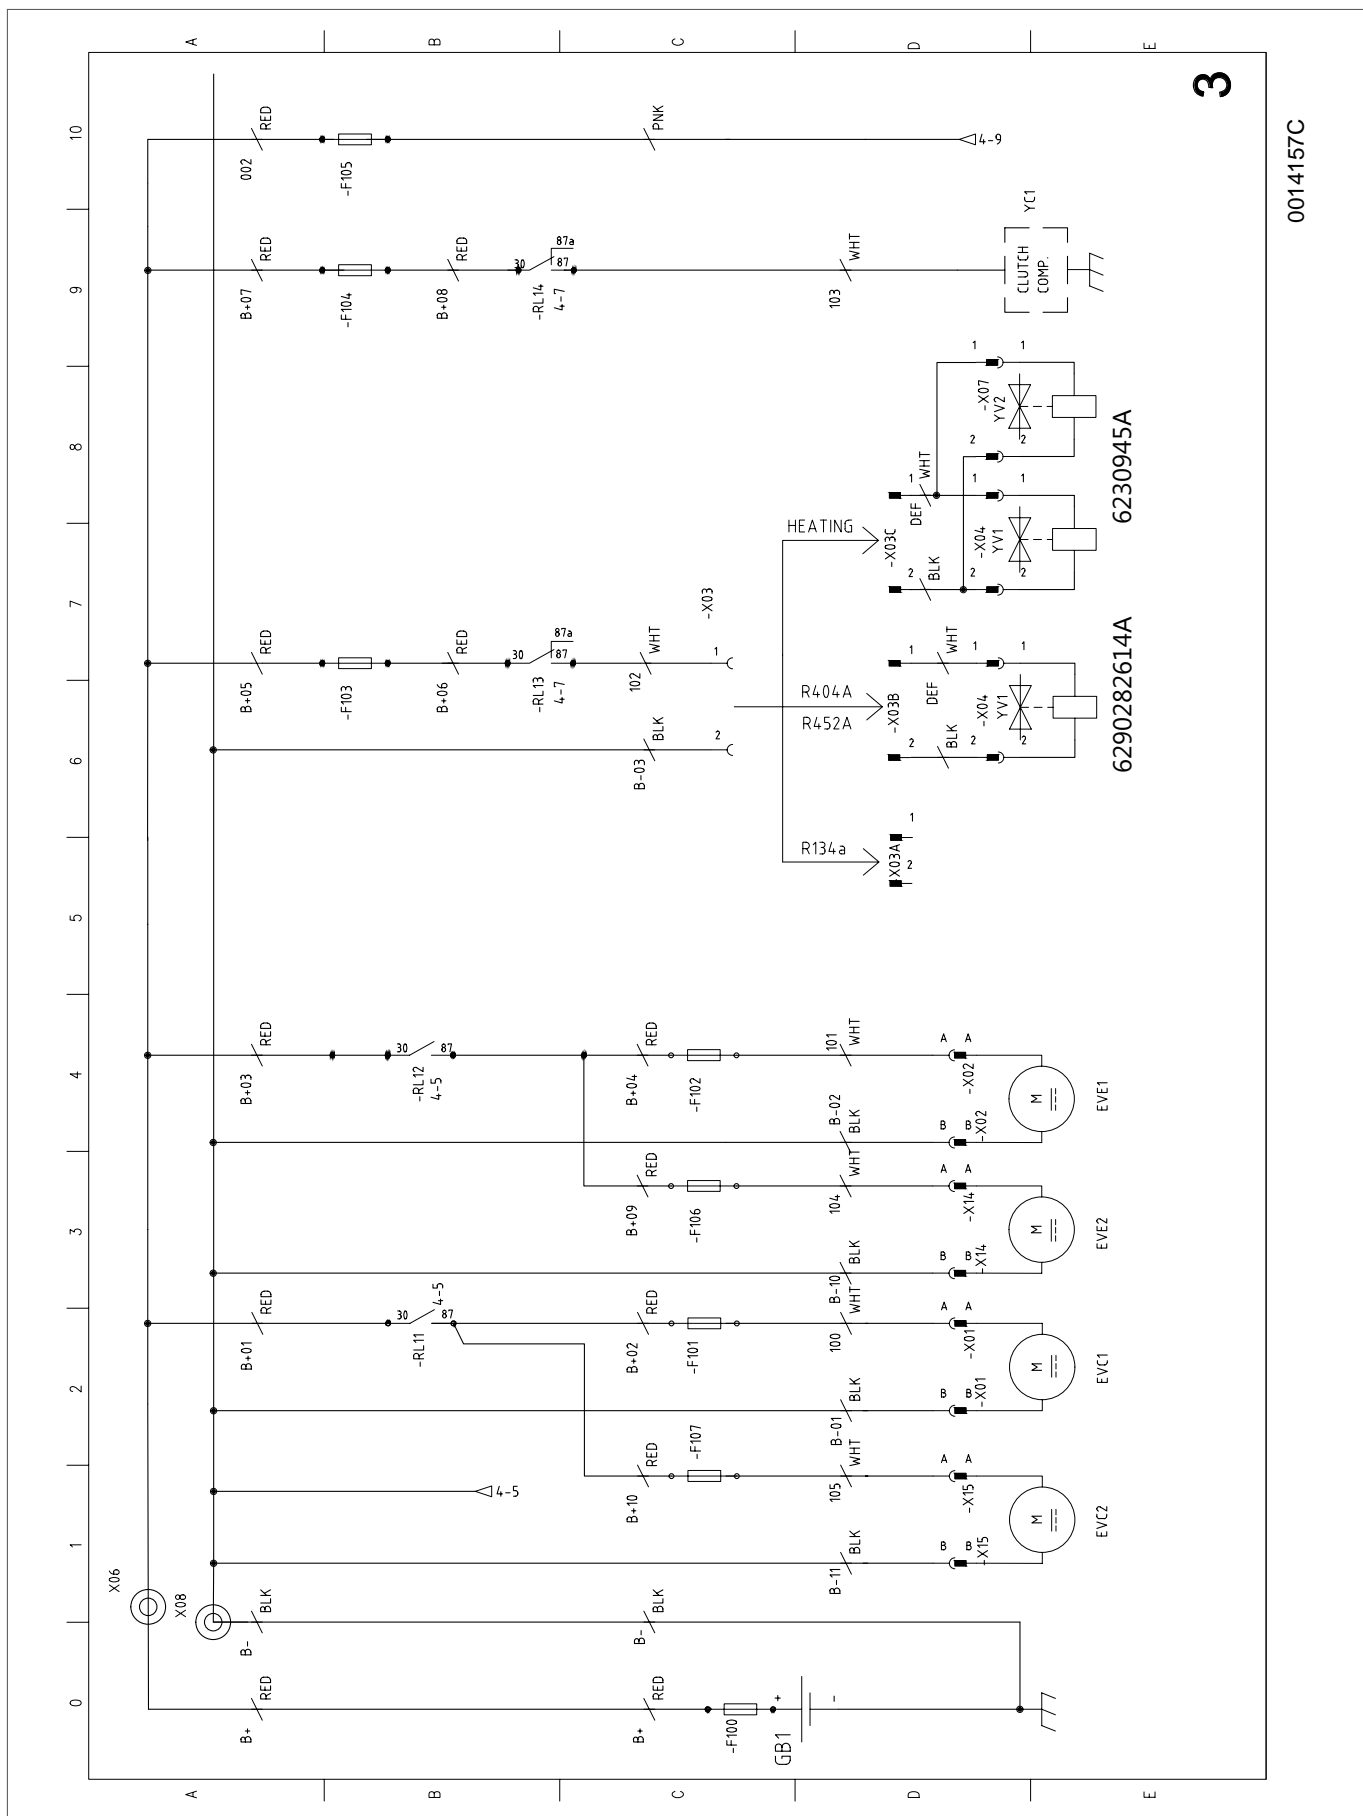 A B C D E
3
0014157C
10
002 RED
-F105
PNK
4-9
9
B+07 RED
-F104
B+08 RED
30
87a
87
-RL14
4-7
103 WHT
CLUTCH
COMP.
YC1
8
7
B+05 RED
-F103
B+06 RED
30
87a
87
-RL13
4-7
102 WHT
1
-X03
B-03 BLK
2
HEATING
-X03C
1 WHT
DEF
2 BLK
1 1
-X07
YV2
2 2
1 1
-X04
YV1
2 2
6230945A
R404A
R452A
-X03B
1 WHT
DEF
2 BLK
1 1
-X04
YV1
2 2
6290282614A
6
R134a
-X03A
1
2
5
4
B+03 RED
30 87
-RL12
4-5
B+04 RED
-F102
101 WHT
A A
-X02
B-02 BLK
B B
-X02
M
EVE1
3
B+09 RED
-F106
104 WHT
A A
-X14
B-10 BLK
B B
-X14
M
EVE2
2
B+01 RED
30 87
-RL11
4-5
B+02 RED
-F101
100 WHT
A A
-X01
B-01 BLK
B B
-X01
M
EVC1
1
4-5
B+10 RED
-F107
105 WHT
A A
-X15
B-11 BLK
B B
-X15
M
EVC2
X06
X08
B- BLK
B- BLK
0
B+ RED
B+ RED
-F100
+
-
GB1
A B C D E